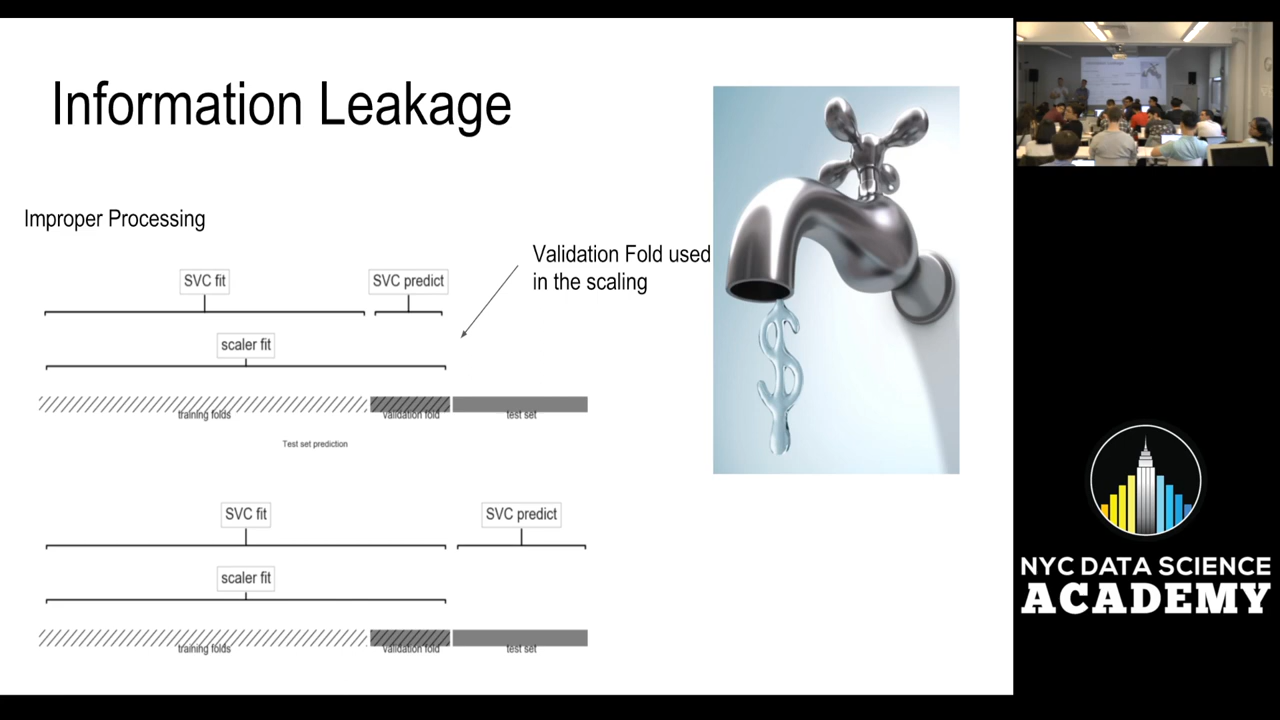 Information Leakage
Improper Processing
Validation Fold used
in the scaling
SVC fit
SVC predict
scaler fit
training folds
validation fold
test set
Test set prediction
SVC fit
SVC predict
scaler fit
training folds
validation fold
test set
NYC DATA SCIENCE
ACADEMY